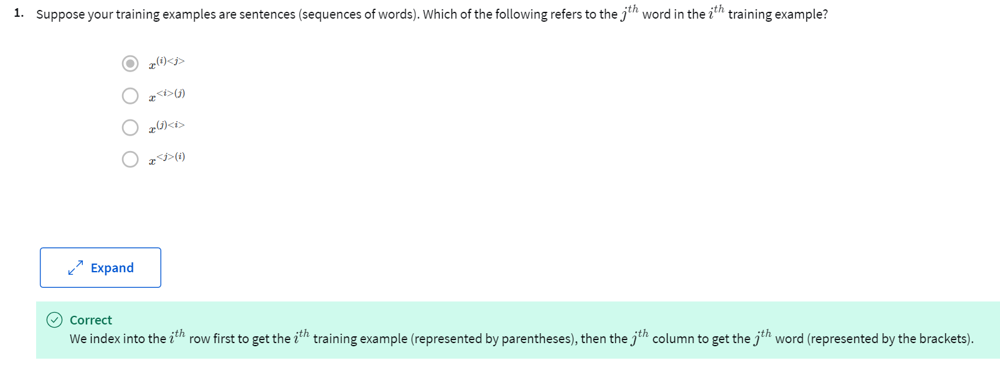 1. Suppose your training examples are sentences (sequences of words). Which of the following refers to the j^{th} word in the i^{th} training example?
x^{(i)<j>}
x^{<i>(j)}
x^{(j)<i>}
x^{<j>(i)}
Expand
Correct
We index into the i^{th} row first to get the i^{th} training example (represented by parentheses), then the j^{th} column to get the j^{th} word (represented by the brackets).